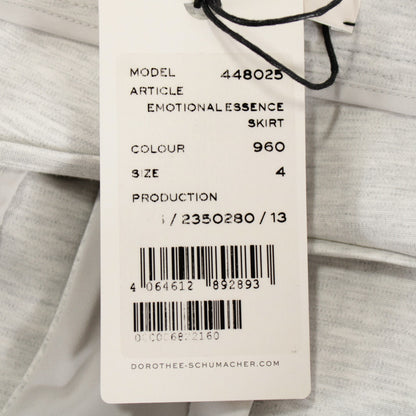 MODEL 448025
ARTICLE
EMOTIONAL ESSENCE
SKIRT
COLOUR 960
SIZE 4
PRODUCTION
/ 2350280 / 13
4 064612 892893
DOROTHEE-SCHUMACHER.COM